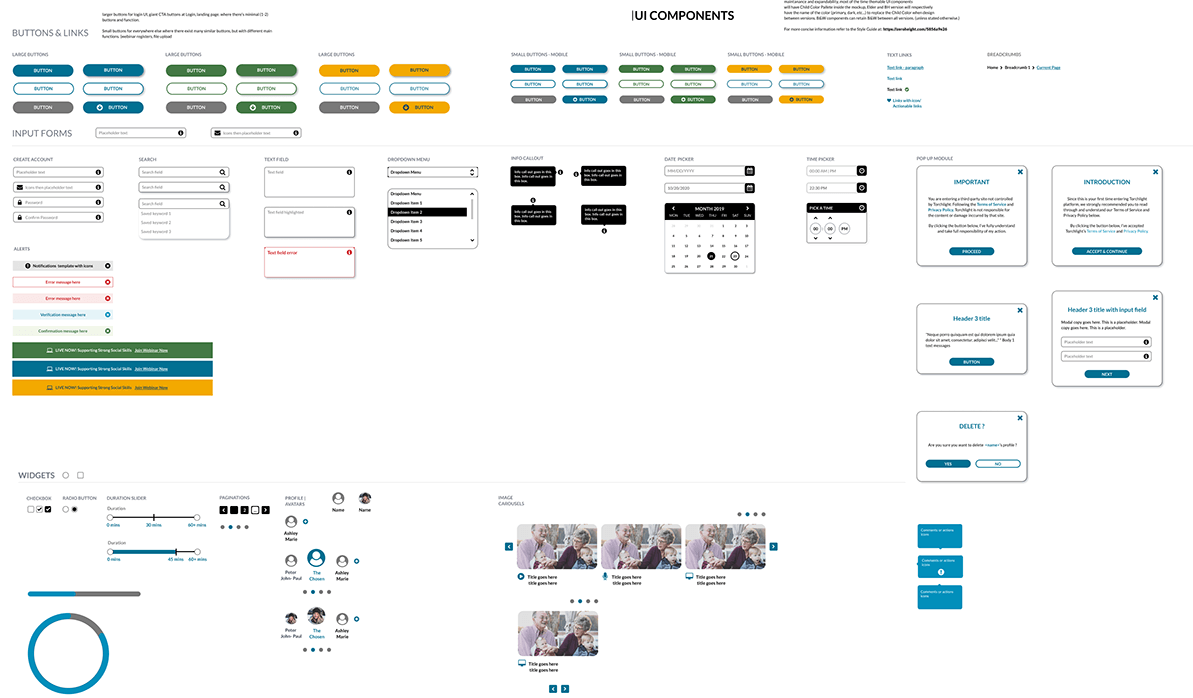 larger buttons for login UI, giant CTA buttons at Login, landing page, where there's minimal (1-2)
buttons and function.
Small buttons for everywhere else where there exist many similar buttons, but with different
main functions. (webinar registers, file upload
UI COMPONENTS
maintenance and expandability, most of the time themable UI components
will have Child Color Pallete inside the mockup. Elder and BH version will respectively
have the name of the color (primary, dark, etc.,) to replace the Child Color when design
between versions. B&W components can retain B&W between all of versions. (unless stated otherwise.)
For more concise information refer to the Style Guide at:
BUTTONS & LINKS
LARGE BUTTONS
LARGE BUTTONS
LARGE BUTTONS
SMALL BUTTONS - MOBILE
SMALL BUTTONS - MOBILE
SMALL BUTTONS - MOBILE
TEXT LINKS
BREADCRUMBS
BUTTON BUTTON BUTTON BUTTON BUTTON BUTTON
BUTTON BUTTON BUTTON BUTTON BUTTON BUTTON
BUTTON BUTTON BUTTON BUTTON BUTTON BUTTON
BUTTON BUTTON BUTTON BUTTON BUTTON BUTTON
BUTTON BUTTON BUTTON BUTTON BUTTON BUTTON
BUTTON BUTTON BUTTON BUTTON BUTTON BUTTON
Text link - paragraph
Text link
Text link
Links with icon/
Actionable links
Home > Breadcrumb 1 > Current Page
INPUT FORMS
Placeholder text
Icons then placeholder text
CREATE ACCOUNT
Placeholder text
Icons then placeholder text
Password
Confirm Password
SEARCH
Search field
Search field
Search field
Saved keyword 1
Saved keyword 2
Saved keyword 3
TEXT FIELD
Text field
Text field highlighted
Text field error
DROPDOWN MENU
Dropdown Menu
Dropdown Menu
Dropdown Item 1
Dropdown Item 2
Dropdown Item 3
Dropdown Item 4
Dropdown Item 5
INFO CALLOUT
Info call out goes in this
box. Info call out goes in
this box.
Info call out goes in this
box. Info call out goes in
this box.
Info call out goes in this
box. Info call out goes in
this box.
Info call out goes in this
box. Info call out goes in
this box.
DATE PICKER
MM/DD/YYYY
10/20/2020
MONTH 2019
MON TUE WED THU FRI SAT SUN
1 2 3
4 5 6 7 8 9 10
11 12 13 14 15 16 17
18 19 20 21 22 23 24
25 26 27 28 29 30
TIME PICKER
00:00 AM | PM
22:30 PM
PICK A TIME
00 00 PM
POP UP MODULE
IMPORTANT
You are entering a third party site not controlled
by Torchlight. Following the Terms of Service and
Privacy Policy. Torchlight is not responsible for
the content or damage incurred by that site.
By clicking the button below, I've fully understand
and take full responsibility of my action.
PROCEED
INTRODUCTION
Since this is your first time entering Torchlight
platform, we strongly recommended you to read
through and understand our Terms of Service and
Privacy Policy below.
By clicking the button below, I've accepted
Torchlight's Terms of Service and Privacy Policy
ACCEPT & CONTINUE
ALERTS
Notifications template with icons
Error message here
Error message here
Verification message here
Confirmation message here
LIVE NOW! Supporting Strong Social Skills Join Webinar Now
LIVE NOW! Supporting Strong Social Skills Join Webinar Now
LIVE NOW! Supporting Strong Social Skills Join Webinar Now
Header 3 title
"Neque porro quisquam est qui dolorem ipsum quia
dolor sit amet, consectetur, adipisci velit..." " Body 1
text messages
BUTTON
Header 3 title with input field
Modal copy goes here. This is a placeholder. Modal
copy goes here. This is a placeholder.
Placeholder text
Placeholder text
NEXT
DELETE ?
Are you sure you want to delete <name>'s profile ?
YES
NO
WIDGETS
CHECKBOX
RADIO BUTTON
DURATION SLIDER
Duration
0 mins 30 mins 60+ mins
Duration
0 mins 45 mins 60+ mins
PAGINATIONS
2 ...
PROFILE |
AVATARS
Name
Name
Ashley
Marie
Peter
John- Paul
The
Chosen
Ashley
Marie
Peter
John- Paul
The
Chosen
Ashley
Marie
IMAGE
CAROUSELS
Title goes here
title goes here
Title goes here
title goes here
Title goes here
title goes here
Title goes here
title goes here
Comments or actions
icons
Comments or actions
icons
Comments or actions
icons